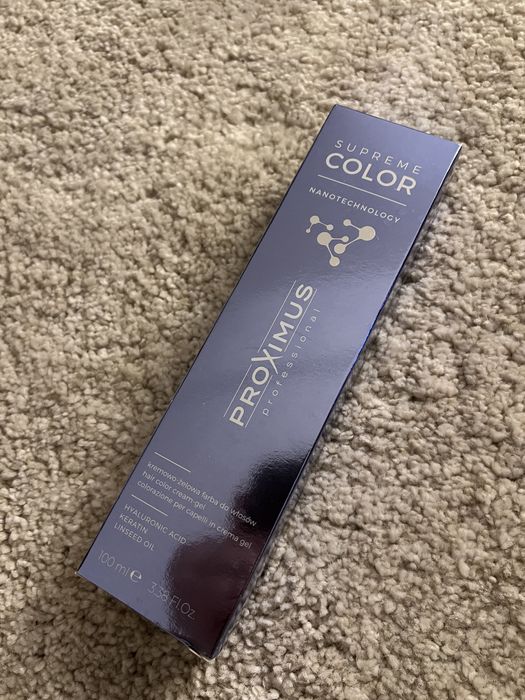 SUPREME
COLOR
NANOTECHNOLOGY
PROXIMUS
professional
kremowo-żelowa farba do włosów
hair color cream-gel
colorazione per capelli in crema gel
HYALURONIC ACID
KERATIN
LINSEED OIL
100 ml e 3.38 Fl.Oz.